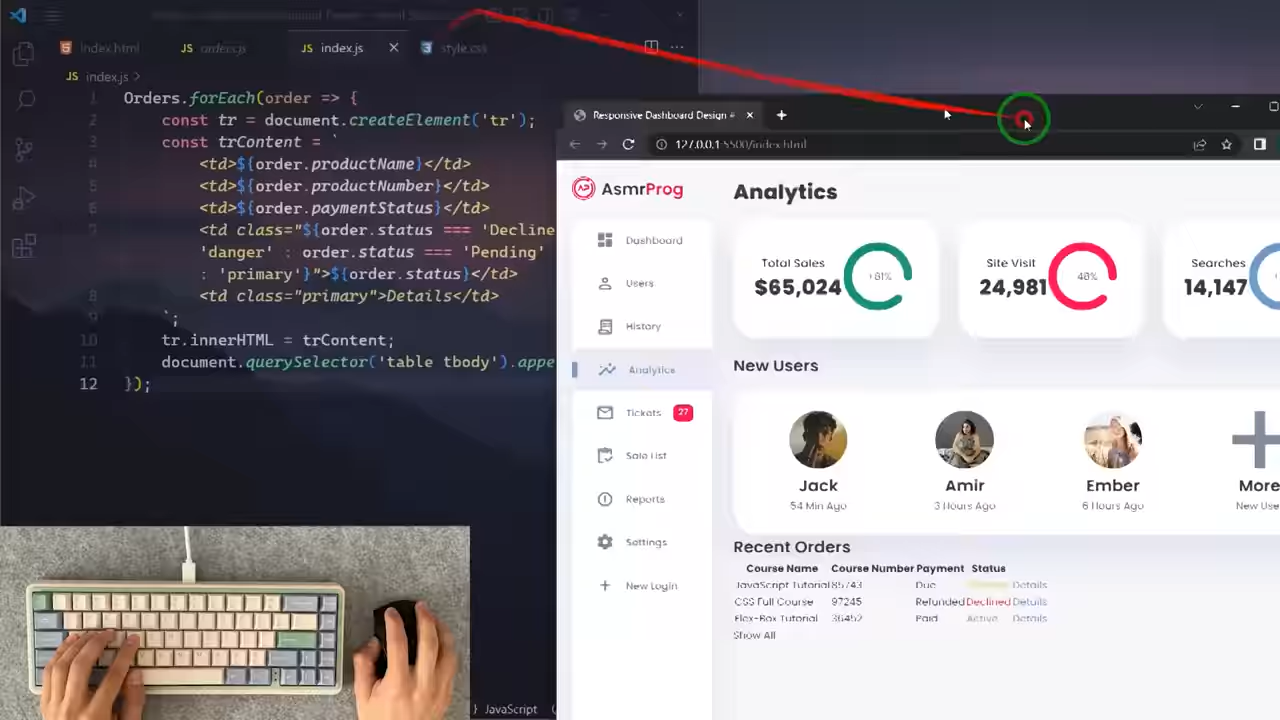 index.html
JS order.js
JS index.js
style.css
JS index.js >
1 Orders.forEach(order => {
2 const tr = document.createElement('tr');
3 const trContent = `
4 <td>${order.productName}</td>
5 <td>${order.productNumber}</td>
6 <td>${order.paymentStatus}</td>
7 <td class="${order.status === 'Decline
'danger' : order.status === 'Pending'
: 'primary'}">${order.status}</td>
8 <td class="primary">Details</td>
9 `;
10 tr.innerHTML = trContent;
11 document.querySelector('table tbody').appe
12 });
JavaScript
Responsive Dashboard Design #
127.0.0.1:5500/index.html
AP AsmrProg
Dashboard
Users
History
Analytics
Tickets 27
Sale List
Reports
Settings
New Login
Analytics
Total Sales
$65,024
+81%
Site Visit
24,981
48%
Searches
14,147
New Users
Jack
54 Min Ago
Amir
3 Hours Ago
Ember
6 Hours Ago
More
New Use
Recent Orders
Course Name Course Number Payment Status
JavaScript Tutorial 85743 Due Details
CSS Full Course 97245 Refunded Declined Details
Flex-Box Tutorial 36452 Paid Active Details
Show All